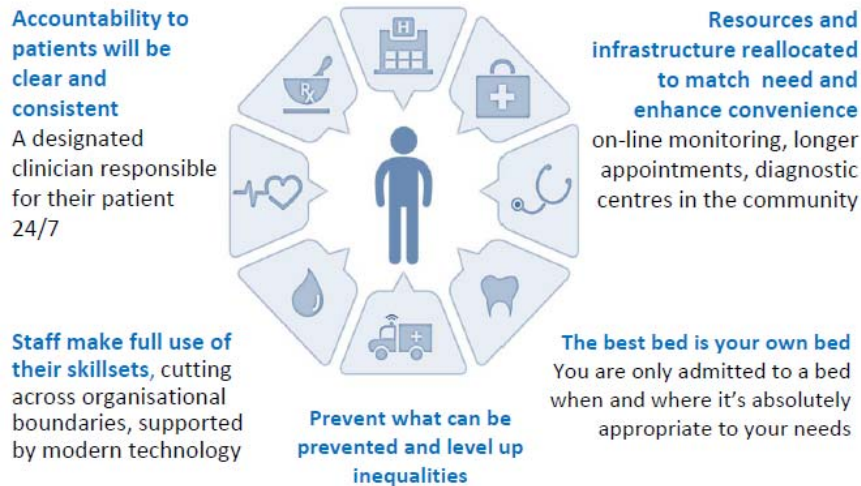 Accountability to
patients will be
clear and
consistent
A designated
clinician responsible
for their patient
24/7
H
Rx
Resources and
infrastructure reallocated
to match need and
enhance convenience
on-line monitoring, longer
appointments, diagnostic
centres in the community
Staff make full use of
their skillsets, cutting
across organisational
boundaries, supported
by modern technology
Prevent what can be
prevented and level up
inequalities
The best bed is your own bed
You are only admitted to a bed
when and where it’s absolutely
appropriate to your needs